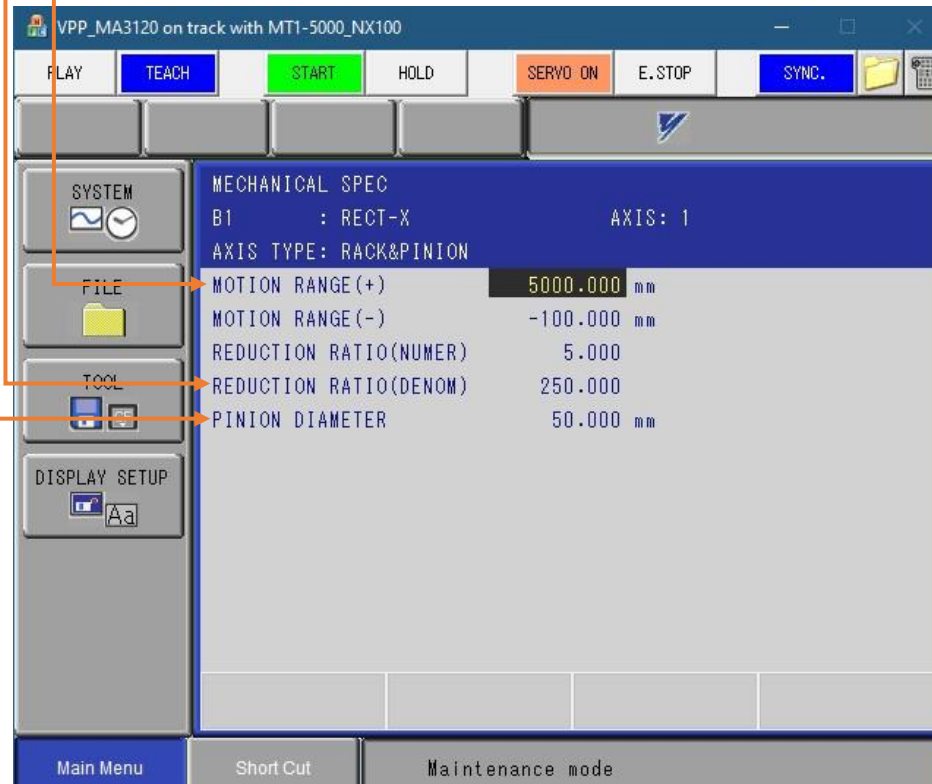 VPP_MA3120 on track with MT1-5000_NX100
PLAY TEACH START HOLD SERVO ON E.STOP SYNC.
SYSTEM
FILE
TOOL
DISPLAY SETUP
Aa
MECHANICAL SPEC
B1 : RECT-X AXIS: 1
AXIS TYPE: RACK&PINION
MOTION RANGE(+) 5000.000 mm
MOTION RANGE(-) -100.000 mm
REDUCTION RATIO(NUMER) 5.000
REDUCTION RATIO(DENOM) 250.000
PINION DIAMETER 50.000 mm
Main Menu Short Cut Maintenance mode